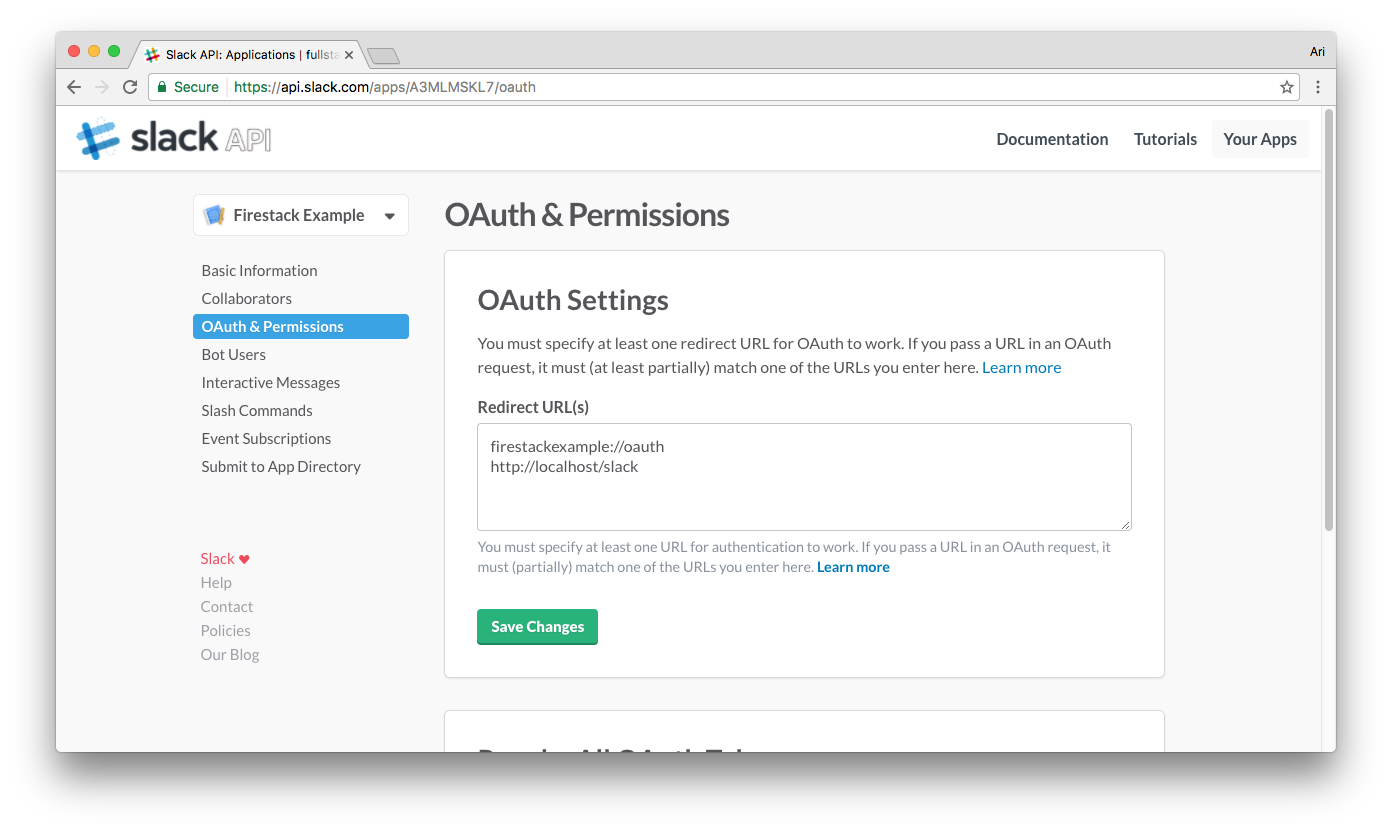 Slack API: Applications | fullsta
Ari
Secure
https://api.slack.com/apps/A3MLMSKL7/oauth
slack API
Documentation
Tutorials
Your Apps
Firestack Example
Basic Information
Collaborators
OAuth & Permissions
Bot Users
Interactive Messages
Slash Commands
Event Subscriptions
Submit to App Directory
Slack ♥
Help
Contact
Policies
Our Blog
OAuth & Permissions
OAuth Settings
You must specify at least one redirect URL for OAuth to work. If you pass a URL in an OAuth
request, it must (at least partially) match one of the URLs you enter here. Learn more
Redirect URL(s)
firestackexample://oauth
http://localhost/slack
You must specify at least one URL for authentication to work. If you pass a URL in an OAuth request, it
must (partially) match one of the URLs you enter here. Learn more
Save Changes